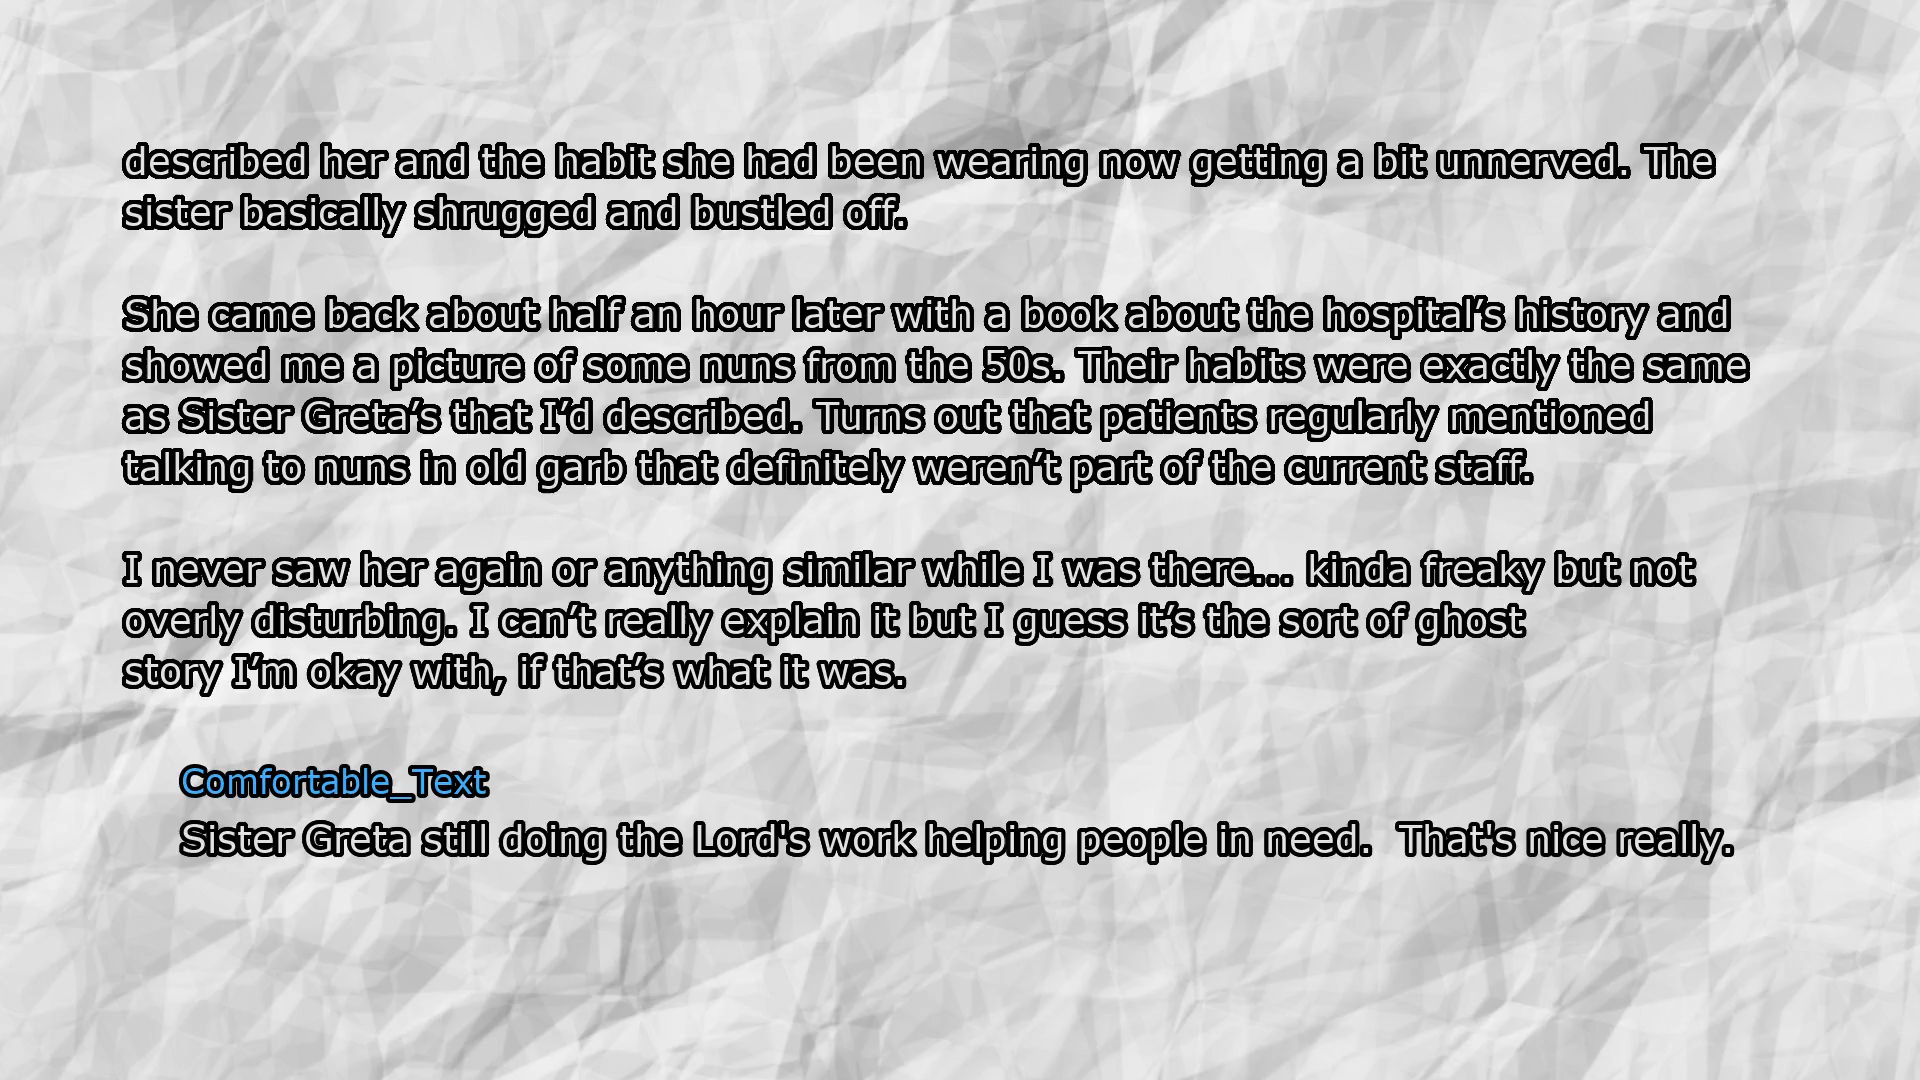 described her and the habit she had been wearing now getting a bit unnerved. The
sister basically shrugged and bustled off.
She came back about half an hour later with a book about the hospital’s history and
showed me a picture of some nuns from the 50s. Their habits were exactly the same
as Sister Greta’s that I’d described. Turns out that patients regularly mentioned
talking to nuns in old garb that definitely weren’t part of the current staff.
I never saw her again or anything similar while I was there... kinda freaky but not
overly disturbing. I can’t really explain it but I guess it’s the sort of ghost
story I’m okay with, if that’s what it was.
Comfortable_Text
Sister Greta still doing the Lord's work helping people in need.  That's nice really.